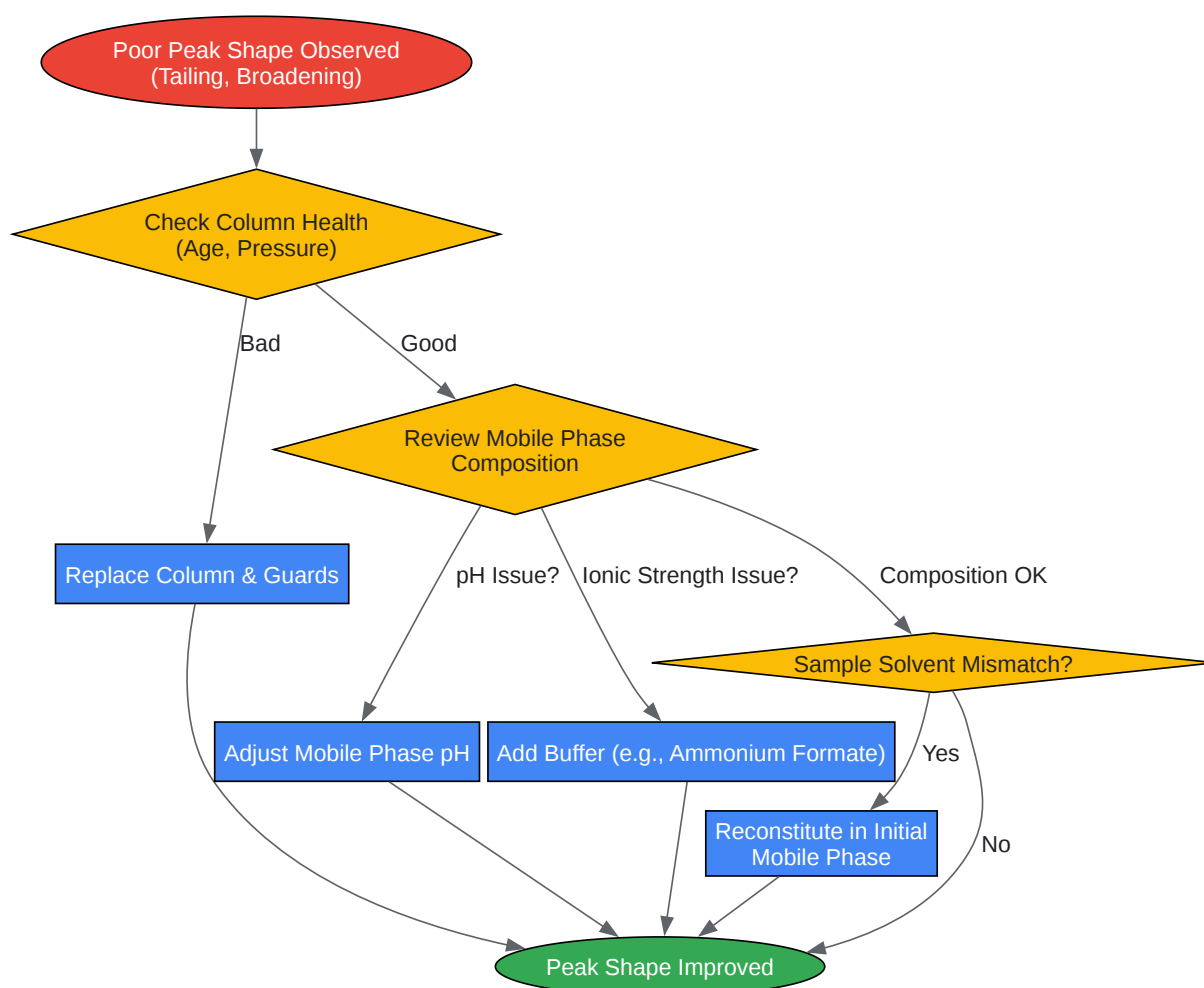 Poor Peak Shape Observed
(Tailing, Broadening)
Check Column Health
(Age, Pressure)
Bad
Good
Review Mobile Phase
Composition
Replace Column & Guards
pH Issue?
Ionic Strength Issue?
Composition OK
Sample Solvent Mismatch?
Adjust Mobile Phase pH
Add Buffer (e.g., Ammonium Formate)
Yes
Reconstitute in Initial
Mobile Phase
No
Peak Shape Improved